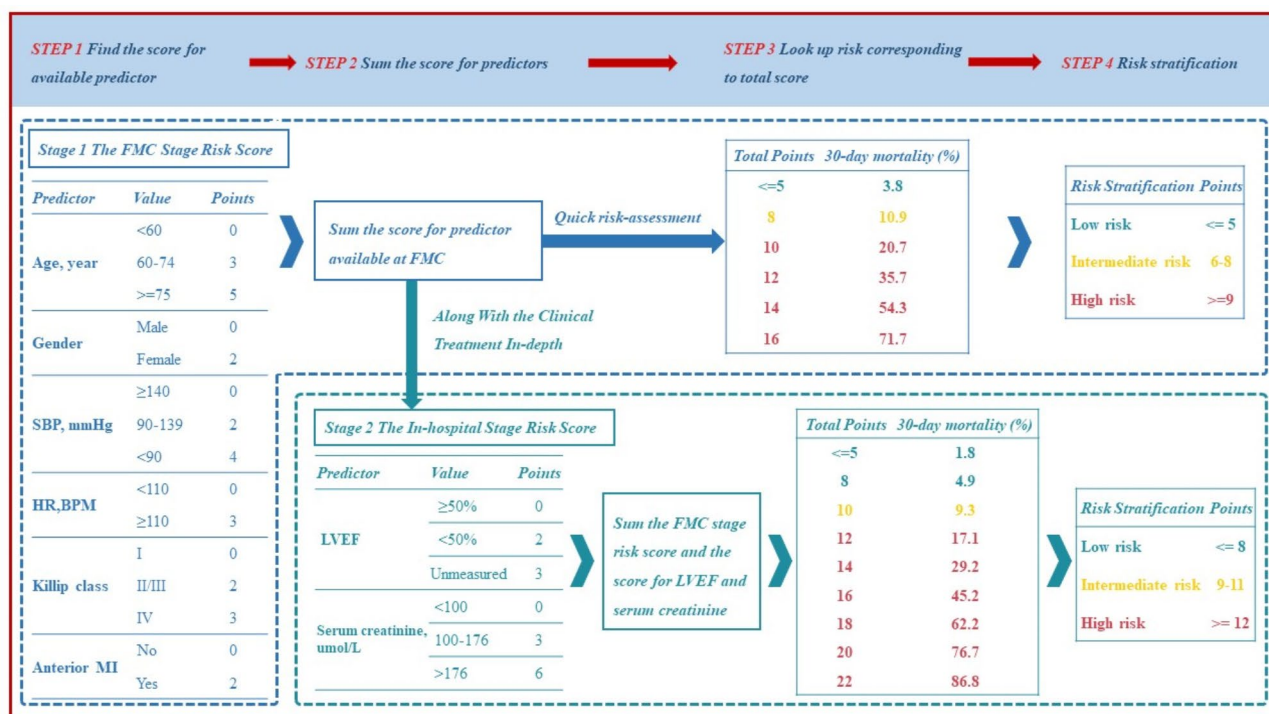 STEP 1 Find the score for
available predictor
STEP 2 Sum the score for predictors
STEP 3 Look up risk corresponding
to total score
STEP 4 Risk stratification
Stage 1 The FMC Stage Risk Score
Predictor Value Points
Age, year
<60 0
60-74 3
>=75 5
Gender
Male 0
Female 2
SBP, mmHg
≥140 0
90-139 2
<90 4
HR,BPM
<110 0
≥110 3
Killip class
I 0
II/III 2
IV 3
Anterior MI
No 0
Yes 2
Sum the score for predictor
available at FMC
Quick risk-assessment
Along With the Clinical
Treatment In-depth
Total Points 30-day mortality (%)
<=5 3.8
8 10.9
10 20.7
12 35.7
14 54.3
16 71.7
Risk Stratification Points
Low risk <= 5
Intermediate risk 6-8
High risk >=9
Stage 2 The In-hospital Stage Risk Score
Predictor Value Points
LVEF
≥50% 0
<50% 2
Unmeasured 3
Serum creatinine,
umol/L
<100 0
100-176 3
>176 6
Sum the FMC stage
risk score and the
score for LVEF and
serum creatinine
Total Points 30-day mortality (%)
<=5 1.8
8 4.9
10 9.3
12 17.1
14 29.2
16 45.2
18 62.2
20 76.7
22 86.8
Risk Stratification Points
Low risk <= 8
Intermediate risk 9-11
High risk >= 12